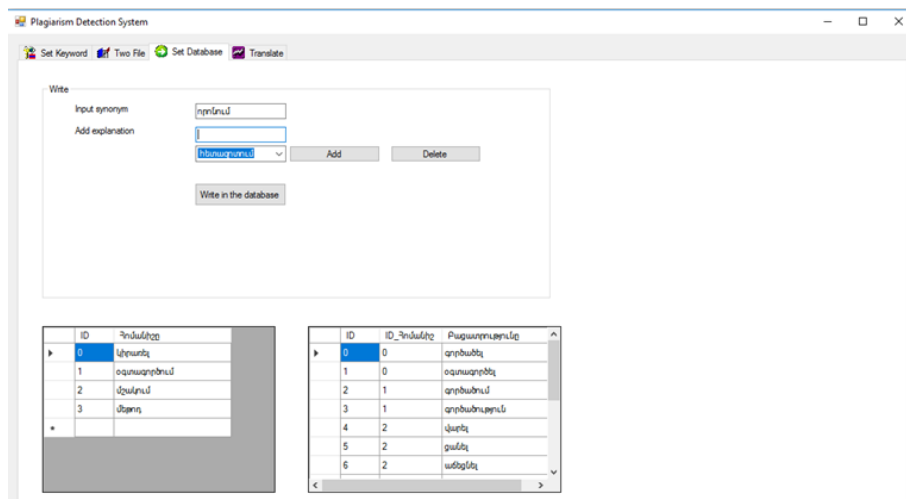 Plagiarism Detection System
Set Keyword Two File Set Database Translate
Write
Input synonym որոնում
Add explanation
հետազոտում Add Delete
Write in the database
ID Հոմանիշը
0 կիրառել
1 օգտագործում
2 մշակում
3 մեթոդ
ID ID_Հոմանիշ Բացատրությունը
0 0 գործածել
1 0 օգտագործել
2 1 գործածում
3 1 գործածություն
4 2 վարել
5 2 ցանել
6 2 աճեցնել